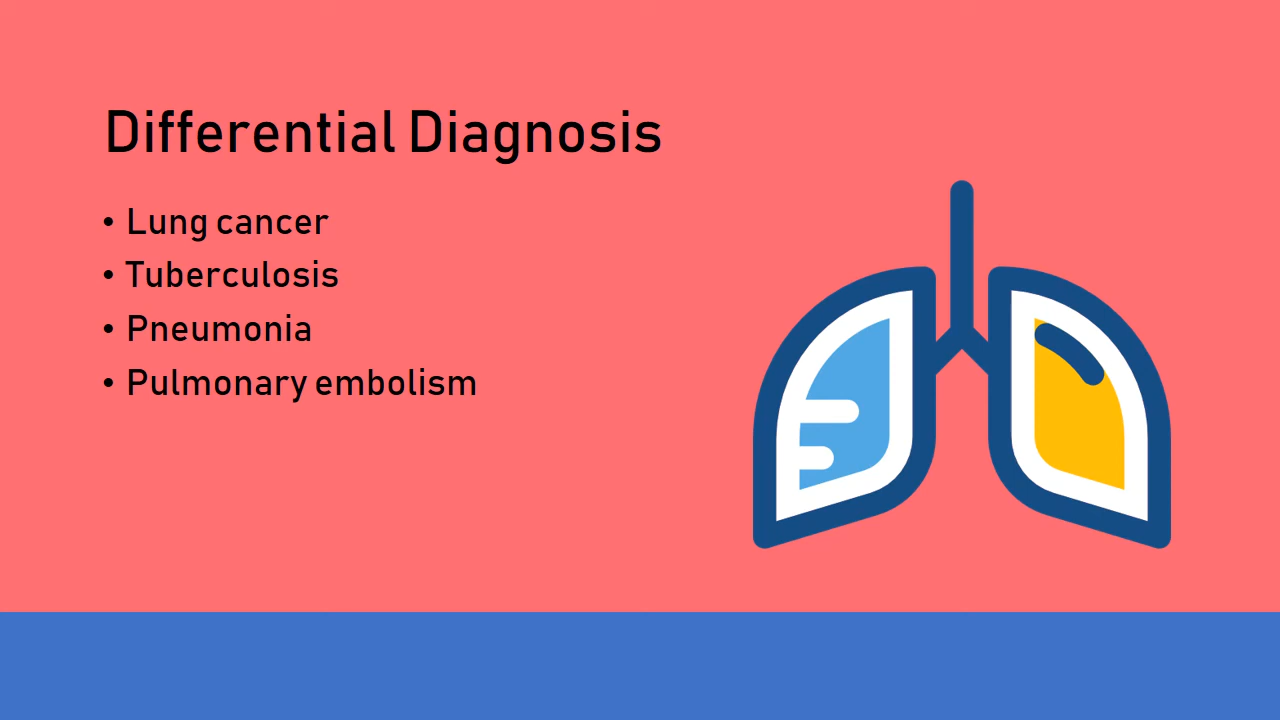 Differential Diagnosis
• Lung cancer
• Tuberculosis
• Pneumonia
• Pulmonary embolism